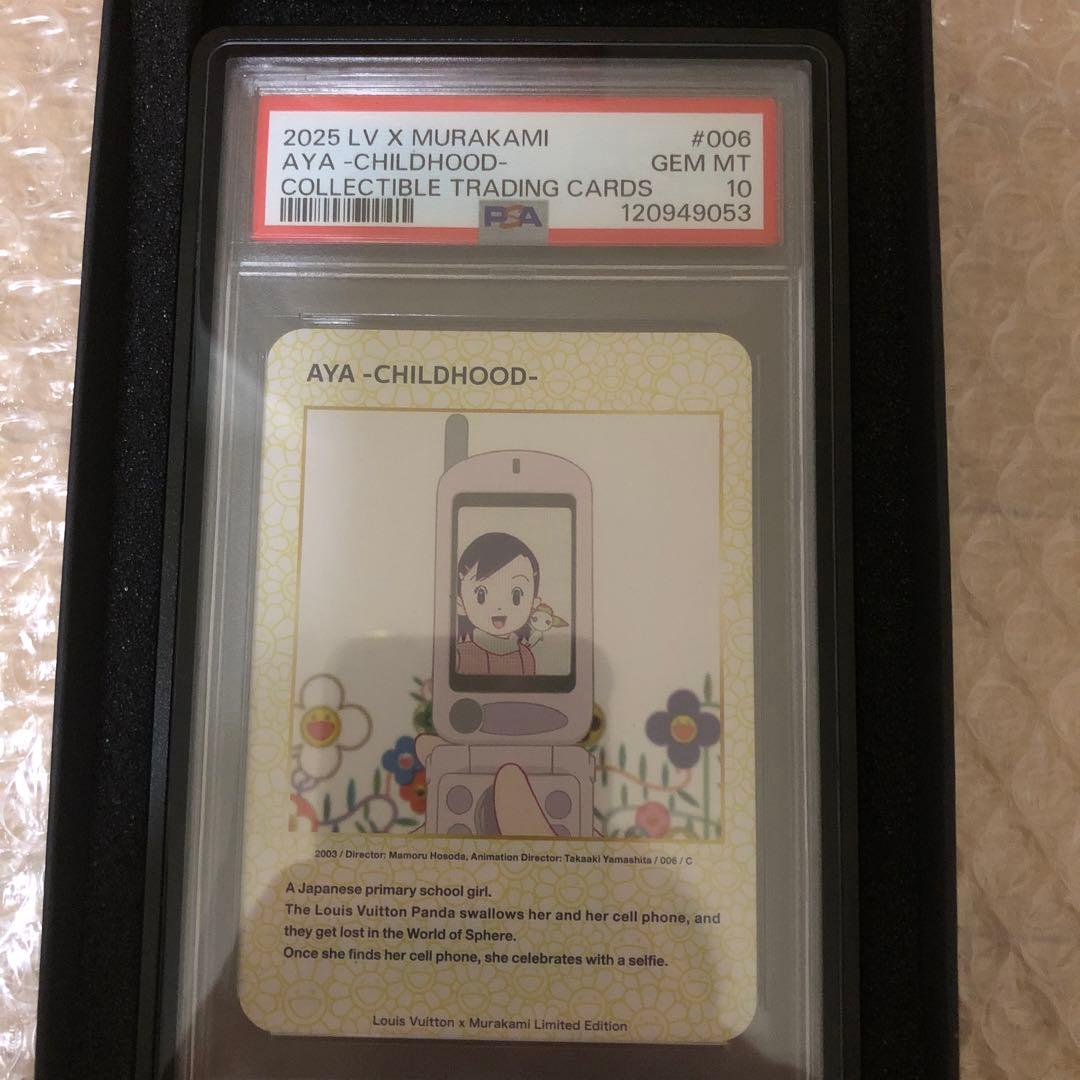 2025 LV X MURAKAMI #006
AYA -CHILDHOOD- GEM MT
COLLECTIBLE TRADING CARDS 10
PSA 120949053
AYA -CHILDHOOD-
2003 / Director: Mamoru Hosoda, Animation Director: Takaaki Yamashita / 006 / C
A Japanese primary school girl.
The Louis Vuitton Panda swallows her and her cell phone, and
they get lost in the World of Sphere.
Once she finds her cell phone, she celebrates with a selfie.
Louis Vuitton x Murakami Limited Edition